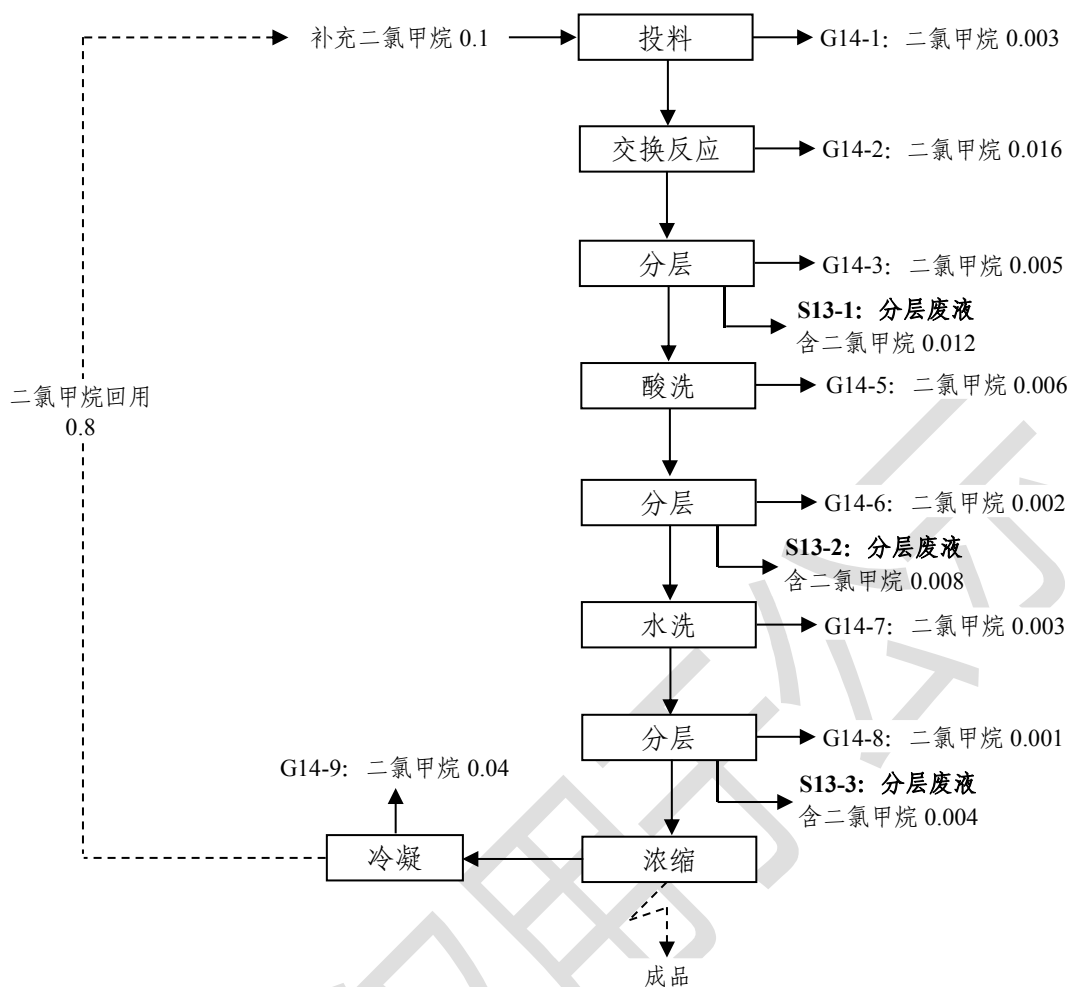 补充二氯甲烷 0.1
投料
G14-1: 二氯甲烷 0.003
交换反应
G14-2: 二氯甲烷 0.016
分层
G14-3: 二氯甲烷 0.005
S13-1: 分层废液
含二氯甲烷 0.012
酸洗
G14-5: 二氯甲烷 0.006
二氯甲烷回用
0.8
分层
G14-6: 二氯甲烷 0.002
S13-2: 分层废液
含二氯甲烷 0.008
水洗
G14-7: 二氯甲烷 0.003
分层
G14-8: 二氯甲烷 0.001
G14-9: 二氯甲烷 0.04
S13-3: 分层废液
含二氯甲烷 0.004
冷凝
浓缩
成品
仅用于公示